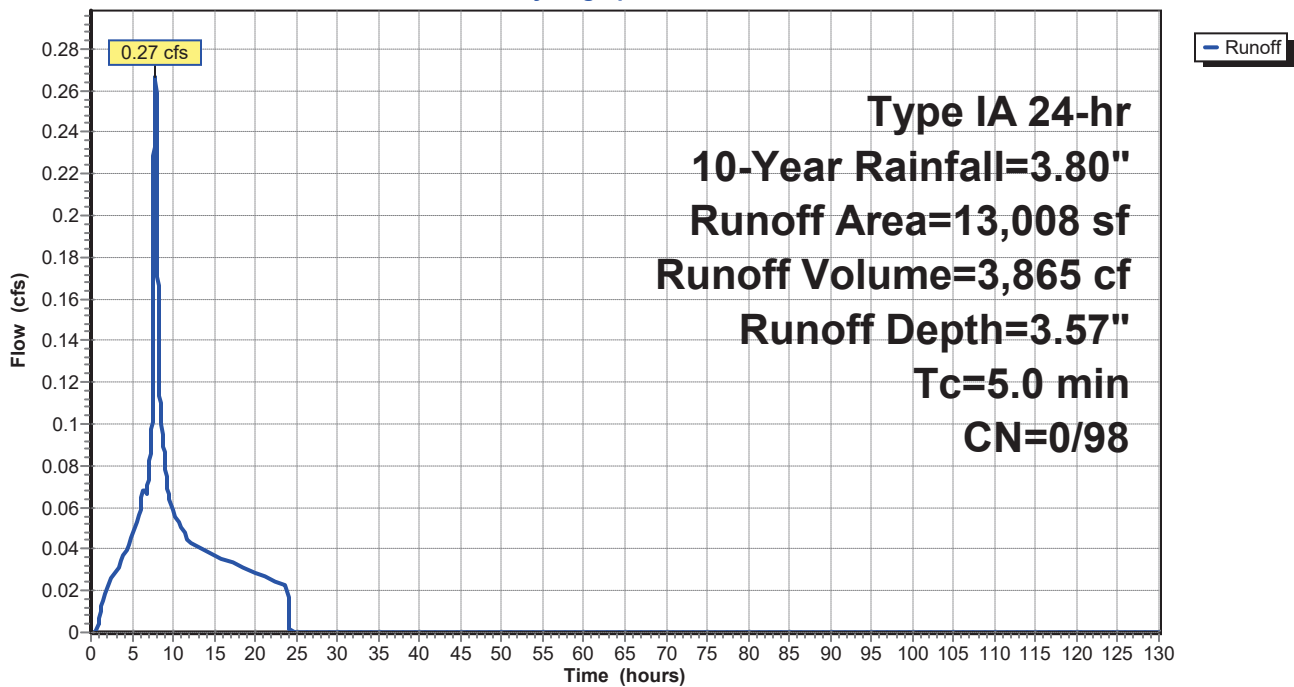 0.27 cfs
Runoff
Type IA 24-hr
10-Year Rainfall=3.80"
Runoff Area=13,008 sf
Runoff Volume=3,865 cf
Runoff Depth=3.57"
Tc=5.0 min
CN=0/98
Flow (cfs)
0.28
0.26
0.24
0.22
0.2
0.18
0.16
0.14
0.12
0.1
0.08
0.06
0.04
0.02
0
0 5 10 15 20 25 30 35 40 45 50 55 60 65 70 75 80 85 90 95 100 105 110 115 120 125 130
Time (hours)